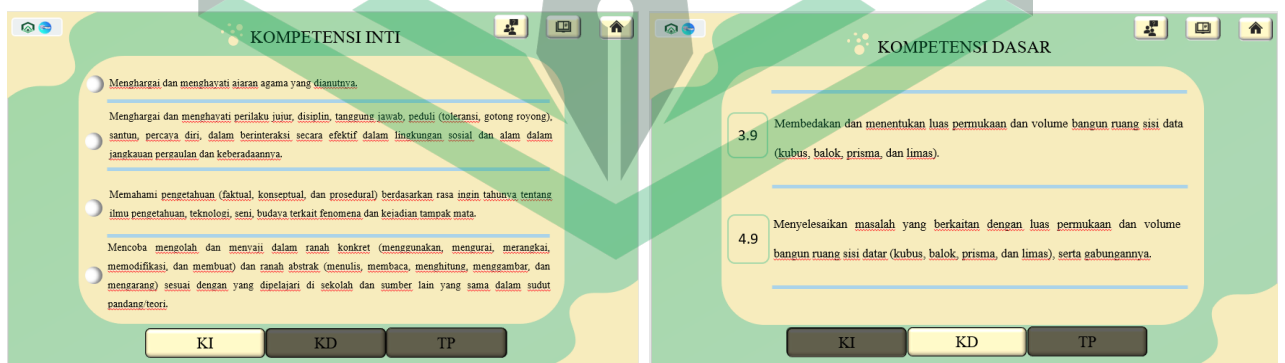 KOMPETENSI INTI
Menghargai dan menghayati ajaran agama yang dianutnya.
Menghargai dan menghayati perilaku jujur, disiplin, tanggung jawab, peduli (toleransi, gotong royong),
santun, percaya diri, dalam berinteraksi secara efektif dalam lingkungan sosial dan alam dalam
jangkauan pergaulan dan keberadaannya.
Memahami pengetahuan (faktual, konseptual, dan prosedural) berdasarkan rasa ingin tahunya tentang
ilmu pengetahuan, teknologi, seni, budaya terkait fenomena dan kejadian tampak mata.
Mencoba mengolah dan menyaji dalam ranah konkret (menggunakan, mengurai, merangkai,
memodifikasi, dan membuat) dan ranah abstrak (menulis, membaca, menghitung, menggambar, dan
mengarang) sesuai dengan yang dipelajari di sekolah dan sumber lain yang sama dalam sudut
pandang/teori.
KI
KD
TP
KOMPETENSI DASAR
3.9
Membedakan dan menentukan luas permukaan dan volume bangun ruang sisi data
(kubus, balok, prisma, dan limas).
4.9
Menyelesaikan masalah yang berkaitan dengan luas permukaan dan volume
bangun ruang sisi datar (kubus, balok, prisma, dan limas), serta gabungannya.
KI
KD
TP